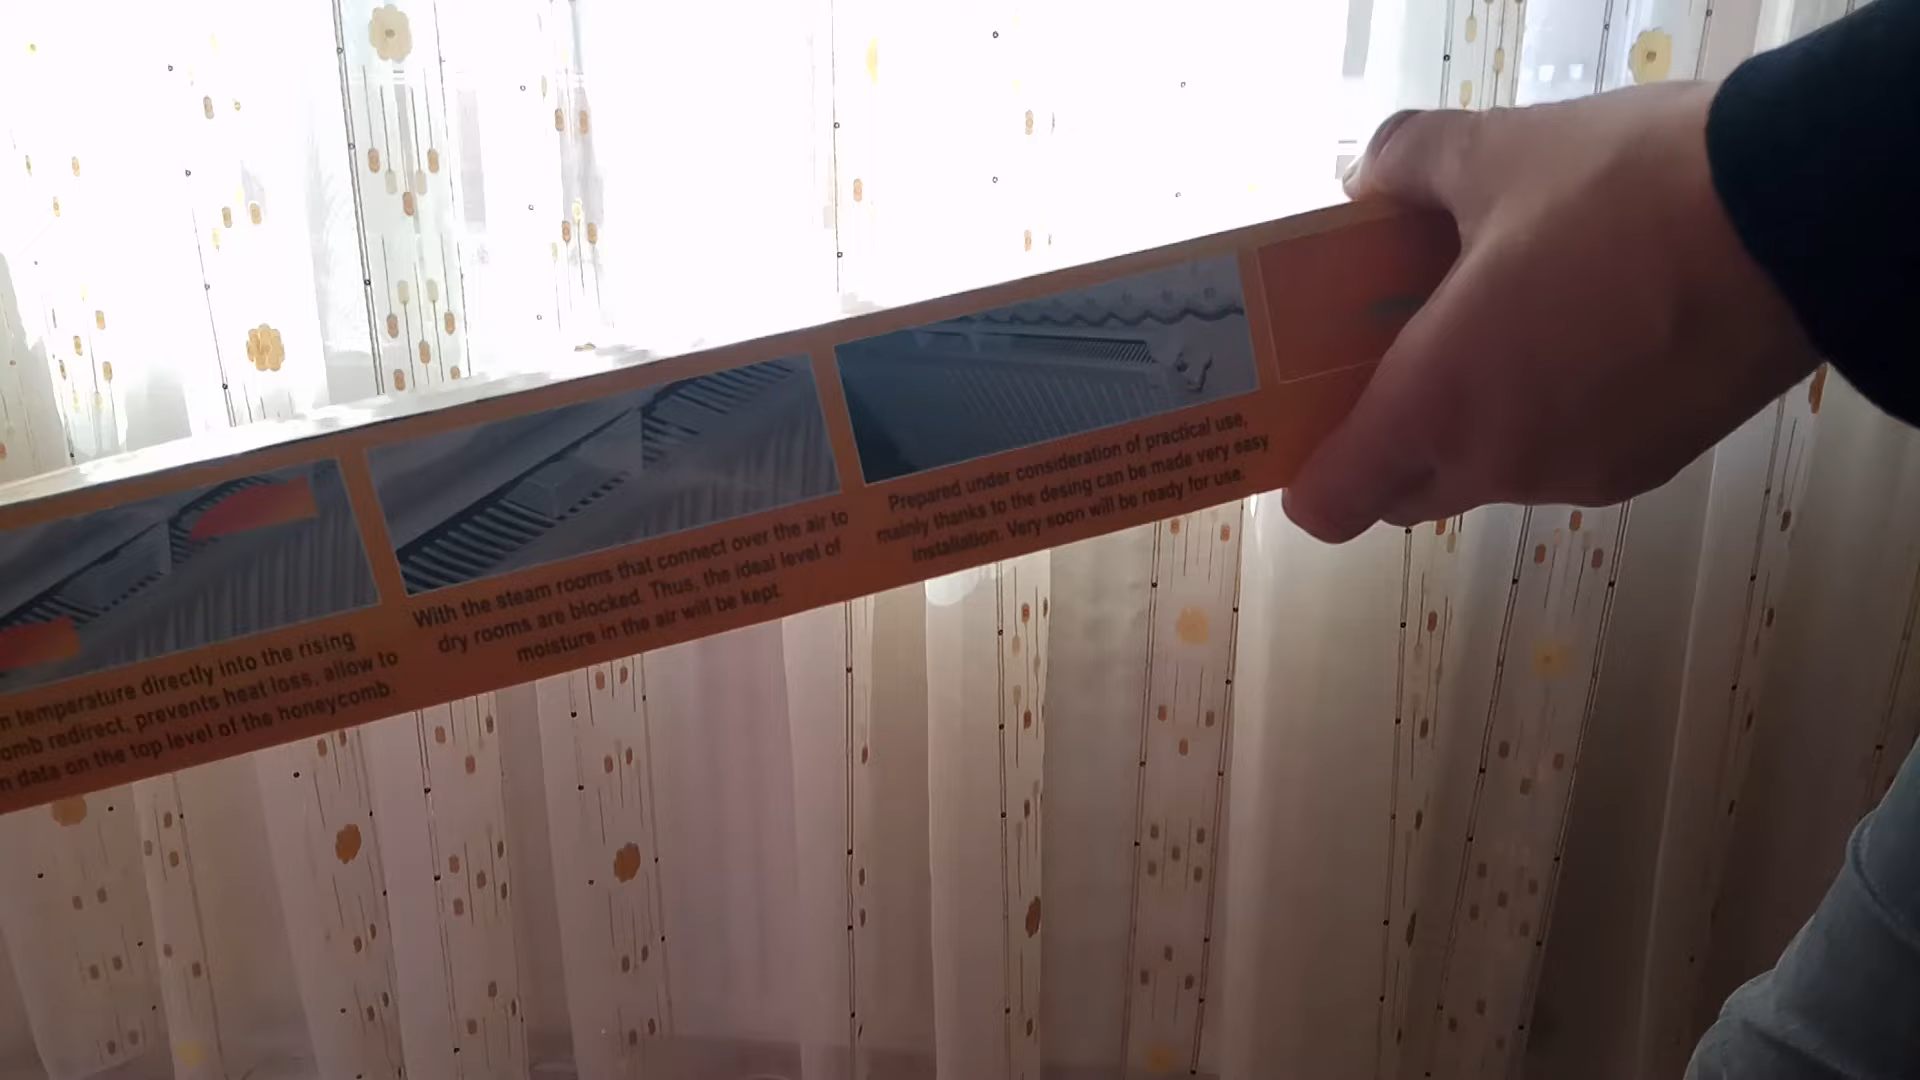 temperature directly into the rising
omb redirect, prevents heat loss, allow to
n data on the top level of the honeycomb.
With the steam rooms that connect over the air to
dry rooms are blocked. Thus, the ideal level of
moisture in the air will be kept.
Prepared under consideration of practical use,
mainly thanks to the desing can be made very easy
installation. Very soon will be ready for use.